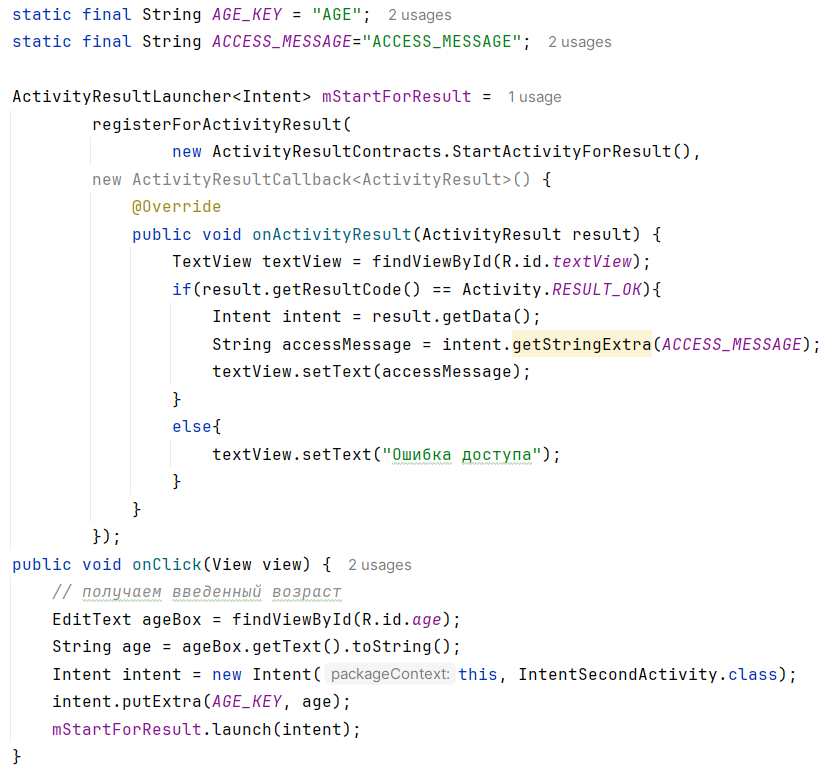 static final String AGE_KEY = "AGE"; 2 usages
static final String ACCESS_MESSAGE="ACCESS_MESSAGE"; 2 usages
ActivityResultLauncher<Intent> mStartForResult = 1 usage
registerForActivityResult(
new ActivityResultContracts.StartActivityForResult(),
new ActivityResultCallback<ActivityResult>() {
@Override
public void onActivityResult(ActivityResult result) {
TextView textView = findViewById(R.id.textView);
if(result.getResultCode() == Activity.RESULT_OK){
Intent intent = result.getData();
String accessMessage = intent.getStringExtra(ACCESS_MESSAGE);
textView.setText(accessMessage);
}
else{
textView.setText("Ошибка доступа");
}
}
});
public void onClick(View view) { 2 usages
// получаем введенный возраст
EditText ageBox = findViewById(R.id.age);
String age = ageBox.getText().toString();
Intent intent = new Intent( packageContext: this, IntentSecondActivity.class);
intent.putExtra(AGE_KEY, age);
mStartForResult.launch(intent);
}